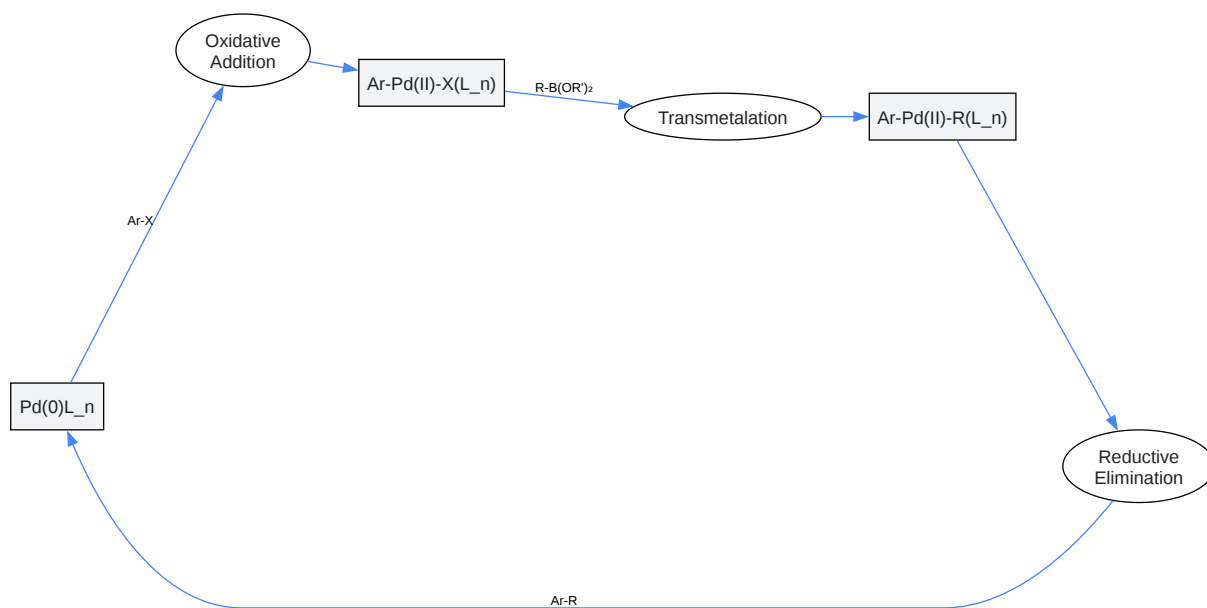 Oxidative
Addition
Ar-Pd(II)-X(L_n)
R-B(OR')₂
Transmetalation
Ar-Pd(II)-R(L_n)
Ar-X
Pd(0)L_n
Reductive
Elimination
Ar-R